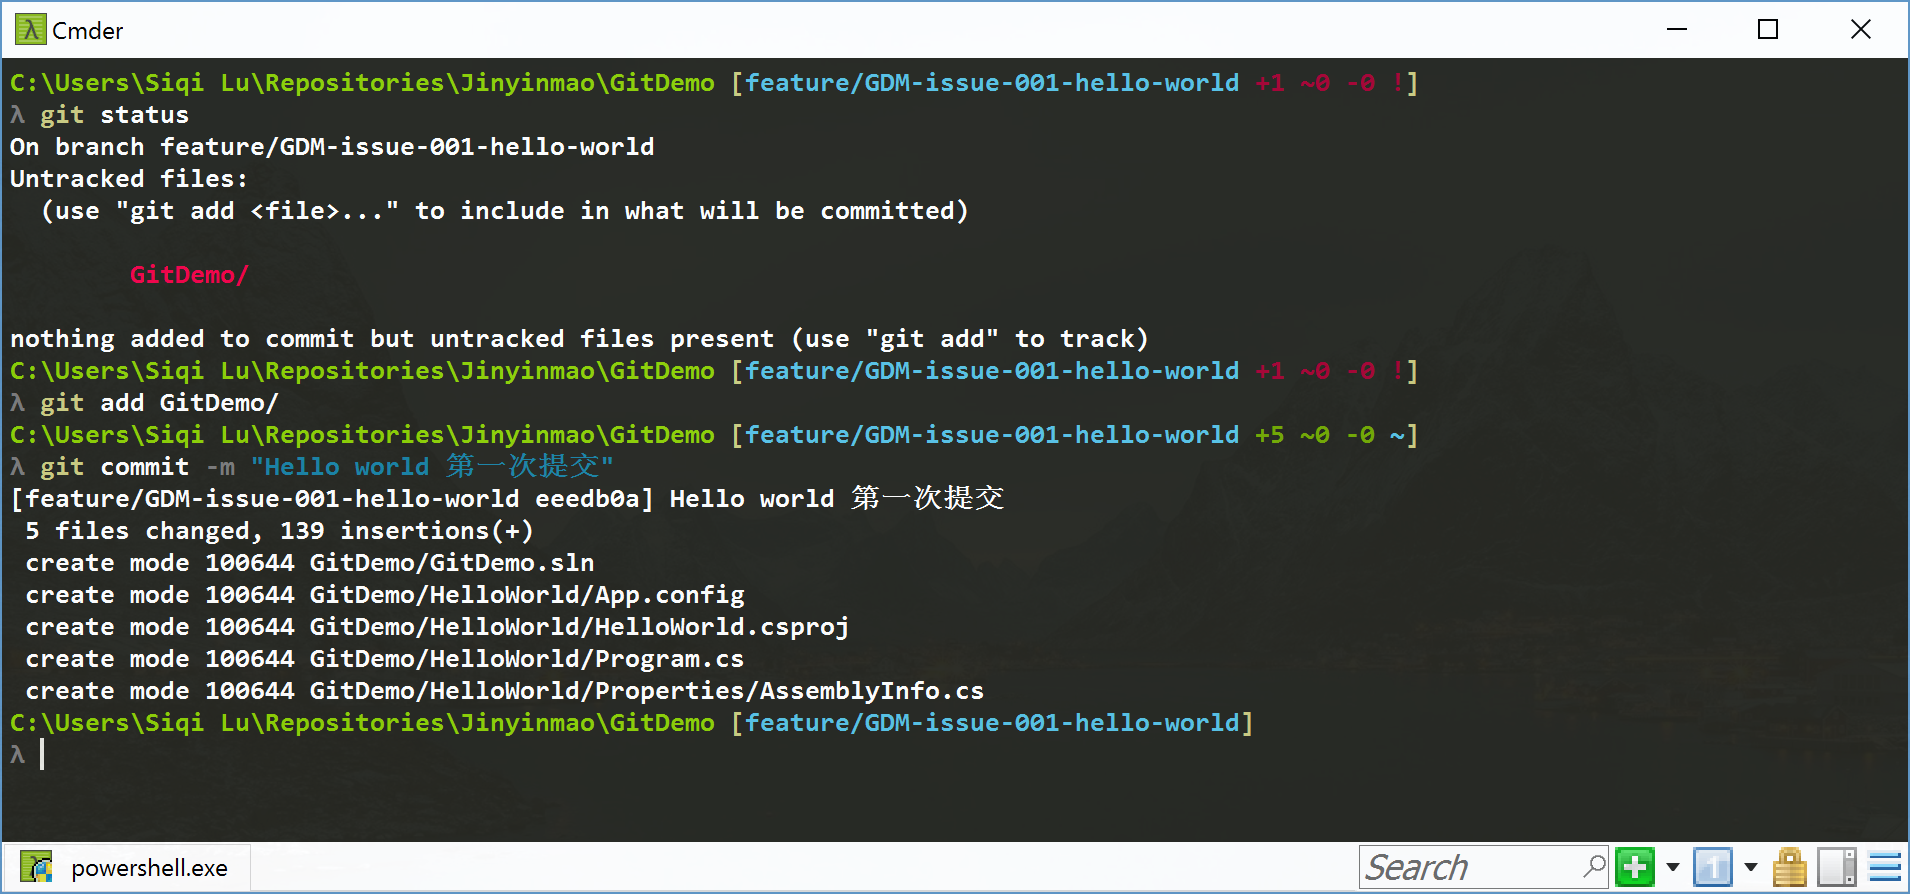 Cmder
C:\Users\Siqi Lu\Repositories\Jinyinmao\GitDemo [feature/GDM-issue-001-hello-world +1 ~0 -0 !]
λ git status
On branch feature/GDM-issue-001-hello-world
Untracked files:
  (use "git add <file>..." to include in what will be committed)
        GitDemo/
nothing added to commit but untracked files present (use "git add" to track)
C:\Users\Siqi Lu\Repositories\Jinyinmao\GitDemo [feature/GDM-issue-001-hello-world +1 ~0 -0 !]
λ git add GitDemo/
C:\Users\Siqi Lu\Repositories\Jinyinmao\GitDemo [feature/GDM-issue-001-hello-world +5 ~0 -0 ~]
λ git commit -m "Hello world 第一次提交"
[feature/GDM-issue-001-hello-world eeedb0a] Hello world 第一次提交
 5 files changed, 139 insertions(+)
 create mode 100644 GitDemo/GitDemo.sln
 create mode 100644 GitDemo/HelloWorld/App.config
 create mode 100644 GitDemo/HelloWorld/HelloWorld.csproj
 create mode 100644 GitDemo/HelloWorld/Program.cs
 create mode 100644 GitDemo/HelloWorld/Properties/AssemblyInfo.cs
C:\Users\Siqi Lu\Repositories\Jinyinmao\GitDemo [feature/GDM-issue-001-hello-world]
λ
powershell.exe
Search
1